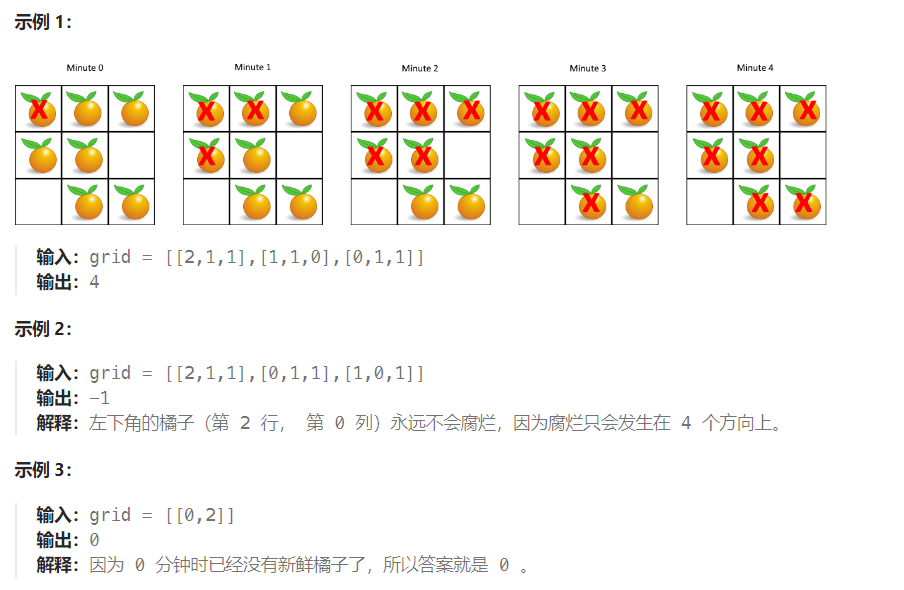 示例 1：
Minute 0 Minute 1 Minute 2 Minute 3 Minute 4
X X X X X X X X X X X X X X X X X X X X X X
输入：grid = [[2,1,1],[1,1,0],[0,1,1]]
输出：4
示例 2：
输入：grid = [[2,1,1],[0,1,1],[1,0,1]]
输出：-1
解释：左下角的橘子（第 2 行， 第 0 列）永远不会腐烂，因为腐烂只会发生在 4 个方向上。
示例 3：
输入：grid = [[0,2]]
输出：0
解释：因为 0 分钟时已经没有新鲜橘子了，所以答案就是 0 。